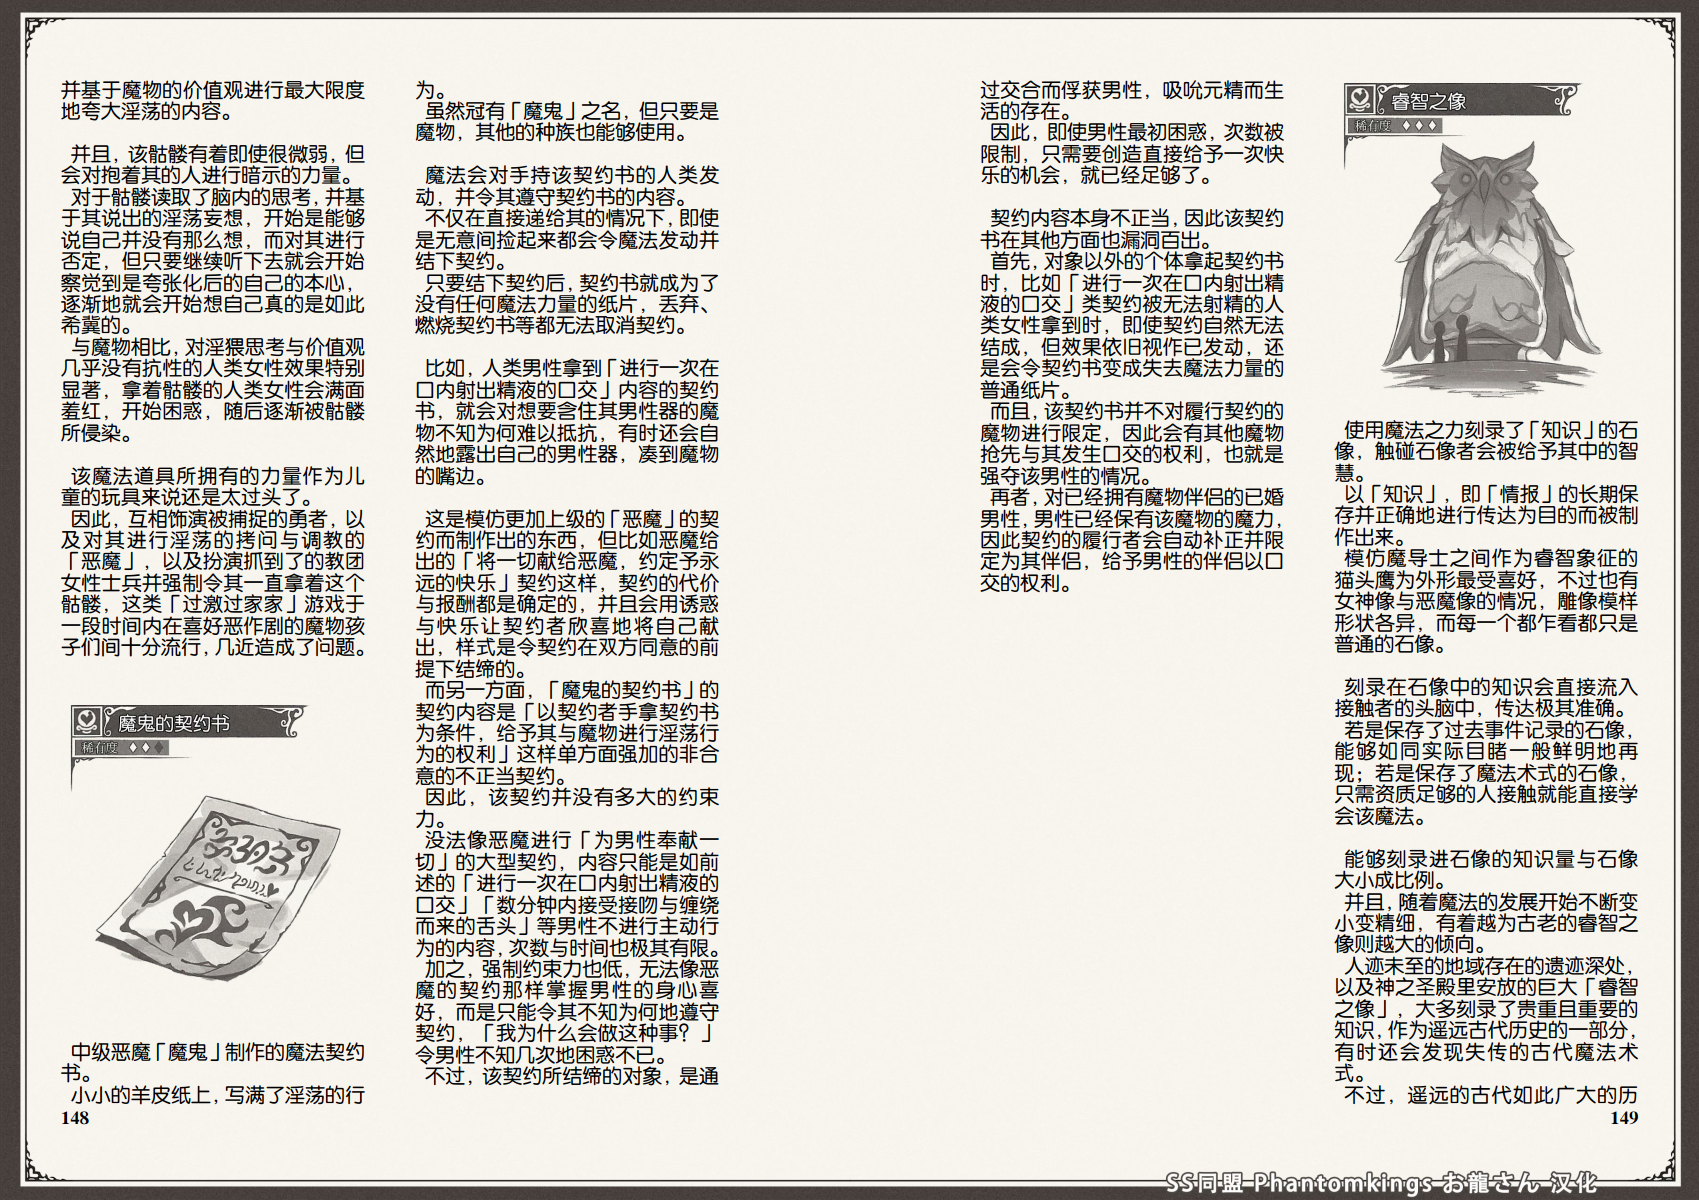 并基于魔物的价值观进行最大限度
地夸大淫荡的内容。
并且，该骷髅有着即使很微弱，但
会对抱着其的人进行暗示的力量。
对于骷髅读取了脑内的思考，并基
于其说出的淫荡妄想，开始是能够
说自己并没有那么想，而对其进行
否定，但只要继续听下去就会开始
察觉到是夸张化后的自己的本心，
逐渐地就会开始想自己真的是如此
希冀的。
与魔物相比，对淫猥思考与价值观
几乎没有抗性的人类女性效果特别
显著，拿着骷髅的人类女性会满面
羞红，开始困惑，随后逐渐被骷髅
所侵染。
该魔法道具所拥有的力量作为儿
童的玩具来说还是太过头了。
因此，互相饰演被捕捉的勇者，以
及对其进行淫荡的拷问与调教的
「恶魔」，以及扮演抓到了的教团
女性士兵并强制令其一直拿着这个
骷髅，这类「过激过家家」游戏于
一段时间内在喜好恶作剧的魔物孩
子们间十分流行，几近造成了问题。
魔鬼的契约书
稀有度 ♦♦♦
中级恶魔「魔鬼」制作的魔法契约
书。
小小的羊皮纸上，写满了淫荡的行
148
为。
虽然冠有「魔鬼」之名，但只要是
魔物，其他的种族也能够使用。
魔法会对手持该契约书的人类发
动，并令其遵守契约书的内容。
不仅在直接递给其的情况下，即使
是无意间捡起来都会令魔法发动并
结下契约。
只要结下契约后，契约书就成为了
没有任何魔法力量的纸片，丢弃、
燃烧契约书等都无法取消契约。
比如，人类男性拿到「进行一次在
口内射出精液的口交」内容的契约
书，就会对想要含住其男性器的魔
物不知为何难以抵抗，有时还会自
然地露出自己的男性器，凑到魔物
的嘴边。
这是模仿更加上级的「恶魔」的契
约而制作出的东西，但比如恶魔给
出的「将一切献给恶魔，约定予永
远的快乐」契约这样，契约的代价
与报酬都是确定的，并且会用诱惑
与快乐让契约者欣喜地将自己献
出，样式是令契约在双方同意的前
提下结缔的。
而另一方面，「魔鬼的契约书」的
契约内容是「以契约者手拿契约书
为条件，给予其与魔物进行淫荡行
为的权利」这样单方面强加的非合
意的不正当契约。
因此，该契约并没有多大的约束
力。
没法像恶魔进行「为男性奉献一
切」的大型契约，内容只能是如前
述的「进行一次在口内射出精液的
口交」「数分钟内接受接吻与缠绕
而来的舌头」等男性不进行主动行
为的内容，次数与时间也极其有限。
加之，强制约束力也低，无法像恶
魔的契约那样掌握男性的身心喜
好，而是只能令其不知为何地遵守
契约，「我为什么会做这种事？」
令男性不知几次地困惑不已。
不过，该契约所结缔的对象，是通
过交合而俘获男性，吸吮元精而生
活的存在。
因此，即使男性最初困惑，次数被
限制，只需要创造直接给予一次快
乐的机会，就已经足够了。
契约内容本身不正当，因此该契约
书在其他方面也漏洞百出。
首先，对象以外的个体拿起契约书
时，比如「进行一次在口内射出精
液的口交」类契约被无法射精的人
类女性拿到时，即使契约自然无法
结成，但效果依旧视作已发动，还
是会令契约书变成失去魔法力量的
普通纸片。
而且，该契约书并不对履行契约的
魔物进行限定，因此会有其他魔物
抢先与其发生口交的权利，也就是
强夺该男性的情况。
再者，对已经拥有魔物伴侣的已婚
男性，男性已经保有该魔物的魔力，
因此契约的履行者会自动补正并限
定为其伴侣，给予男性的伴侣以口
交的权利。
睿智之像
稀有度 ♦♦♦
使用魔法之力刻录了「知识」的石
像，触碰石像者会被给予其中的智
慧。
以「知识」，即「情报」的长期保
存并正确地进行传达为目的而被制
作出来。
模仿魔导士之间作为睿智象征的
猫头鹰为外形最受喜好，不过也有
女神像与恶魔像的情况，雕像模样
形状各异，而每一个都乍看都只是
普通的石像。
刻录在石像中的知识会直接流入
接触者的头脑中，传达极其准确。
若是保存了过去事件记录的石像，
能够如同实际目睹一般鲜明地再
现；若是保存了魔法术式的石像，
只需资质足够的人接触就能直接学
会该魔法。
能够刻录进石像的知识量与石像
大小成比例。
并且，随着魔法的发展开始不断变
小变精细，有着越为古老的睿智之
像则越大的倾向。
人迹未至的地域存在的遗迹深处，
以及神之圣殿里安放的巨大「睿智
之像」，大多刻录了贵重且重要的
知识，作为遥远古代历史的一部分，
有时还会发现失传的古代魔法术
式。
不过，遥远的古代如此广大的历
149
SS同盟 Phantomkings お龍さん 汉化